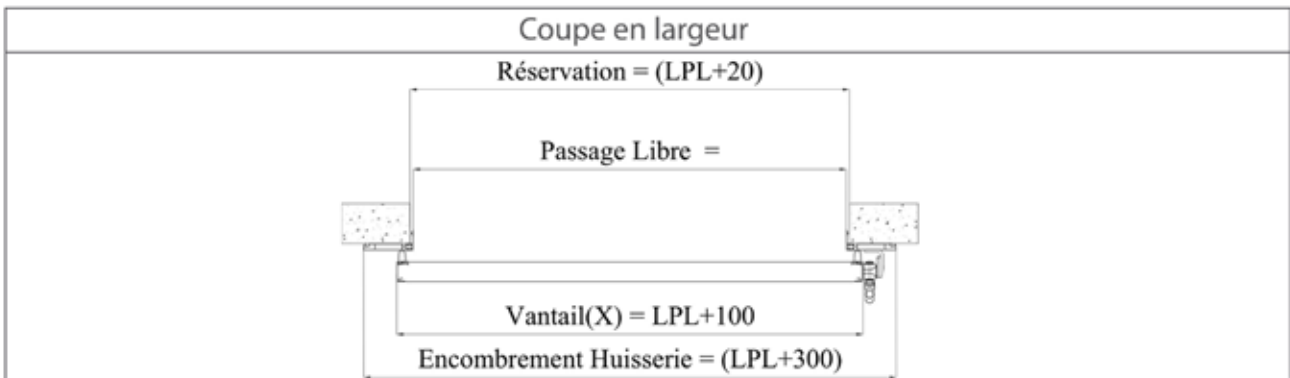 Coupe en largeur
Réservation = (LPL+20)
Passage Libre =
Vantail(X) = LPL+100
Encombrement Huisserie = (LPL+300)